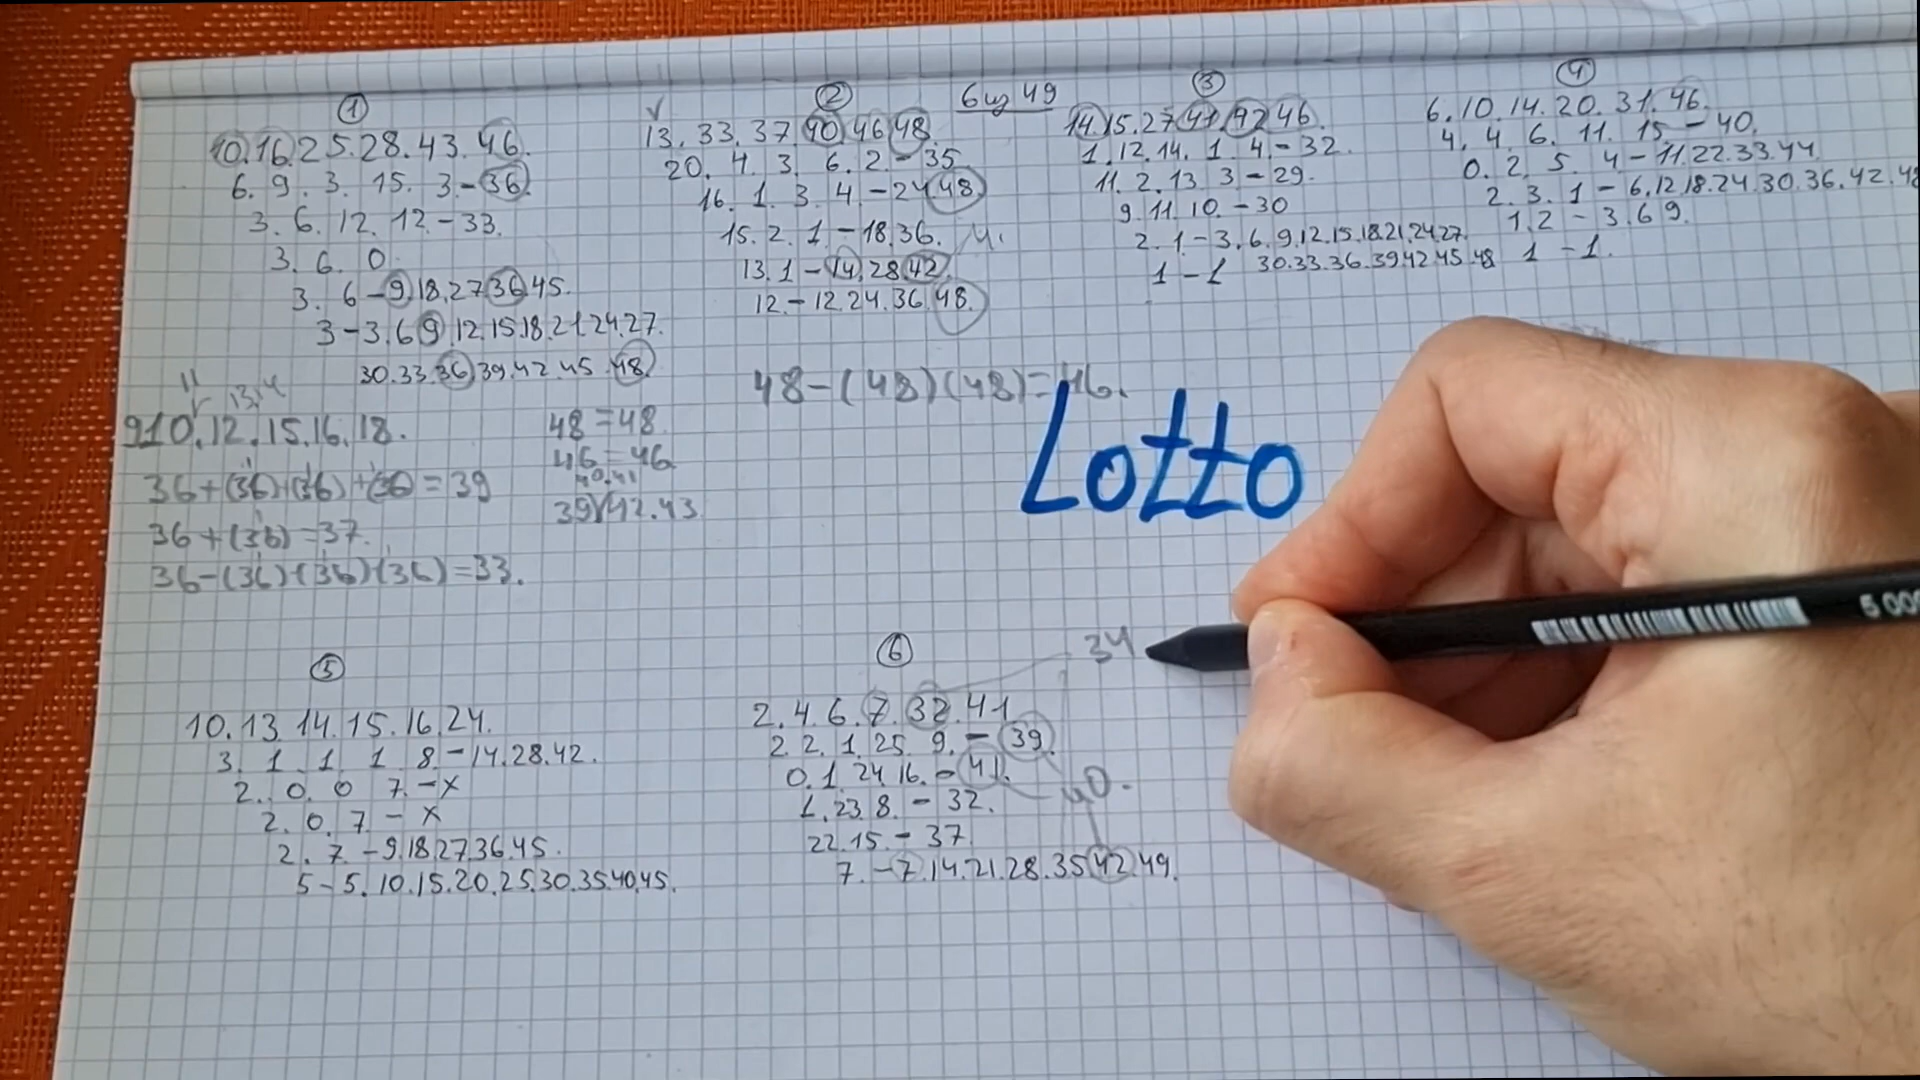 6 из 49
1
10.16.25.28.43.46.
6. 9. 3. 15. 3-36.
3. 6. 12. 12-33.
3. 6. 0.
3. 6-9.18.27.36.45.
3-3.6.9.12.15.18.21.24.27.
30.33.36.39.42.45.48
2
13.33.37.40.46.48.
20. 4. 3. 6. 2-35.
16. 1. 3. 4-24.48
15. 2. 1-18.36.
13. 1-14.28.42.
12-12.24.36.48.
3
14.15.27.41.42.46.
1. 12. 14. 1. 4-32.
11. 2. 13. 3-29.
9. 11. 10.-30
2. 1-3.6.9.12.15.18.21.24.27.
30.33.36.39.42.45.48
1-1
4
6.10.14.20.31.46.
4. 4. 6. 11. 15-40.
0. 2. 5. 4-11.22.33.44.
2. 3. 1-6.12.18.24.30.36.42.48
1. 2-3.6.9.
1-1.
11 13,14
9 10.12.15.16.18.
36+(36)+(36)+(36)=39
36+(36)=37.
36-(36)-(36)-(36)=33.
48=48.
46=46
40.41
39 42.43
48-(48)(48)=46.
Lotto
5
10.13.14.15.16.24.
3. 1. 1. 1. 8-14.28.42.
2. 0. 0 7.-x
2. 0. 7.-x
2. 7-9.18.27.36.45.
5-5.10.15.20.25.30.35.40.45.
6
34
2.4.6.7.32.41
2. 2. 1. 25. 9.-39.
0. 1. 24. 16.-41.
40.
1. 23. 8.-32.
22. 15.-37
7.-7.14.21.28.35.42.49.